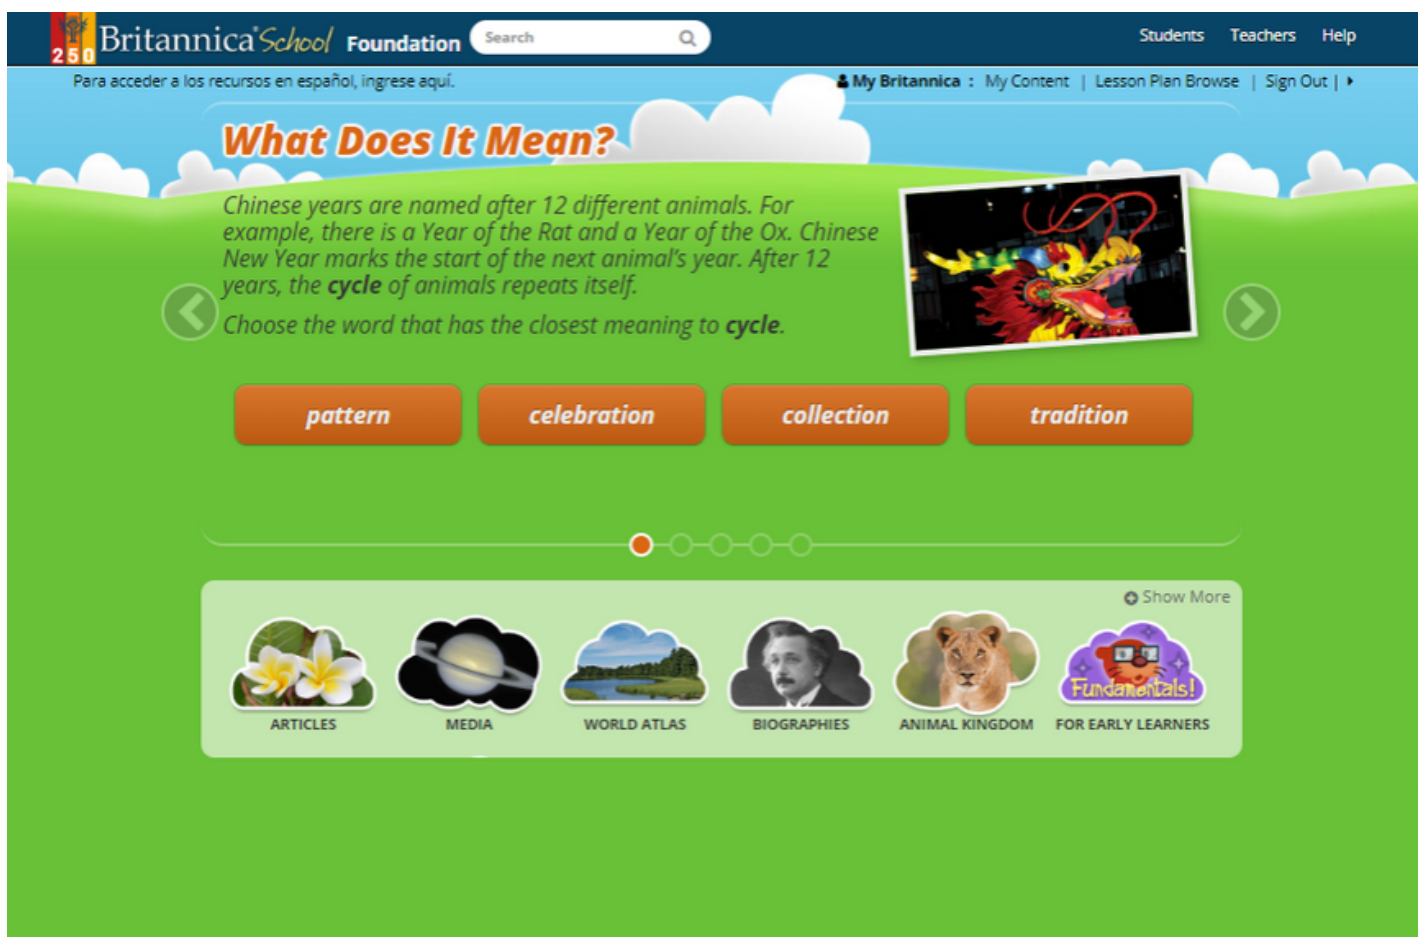 250 Britannica School Foundation Search Students Teachers Help
Para acceder a los recursos en español, ingrese aquí. My Britannica : My Content | Lesson Plan Browse | Sign Out |
What Does It Mean?
Chinese years are named after 12 different animals. For
example, there is a Year of the Rat and a Year of the Ox. Chinese
New Year marks the start of the next animal's year. After 12
years, the cycle of animals repeats itself.
Choose the word that has the closest meaning to cycle.
pattern celebration collection tradition
Show More
Fundamentals!
ARTICLES MEDIA WORLD ATLAS BIOGRAPHIES ANIMAL KINGDOM FOR EARLY LEARNERS